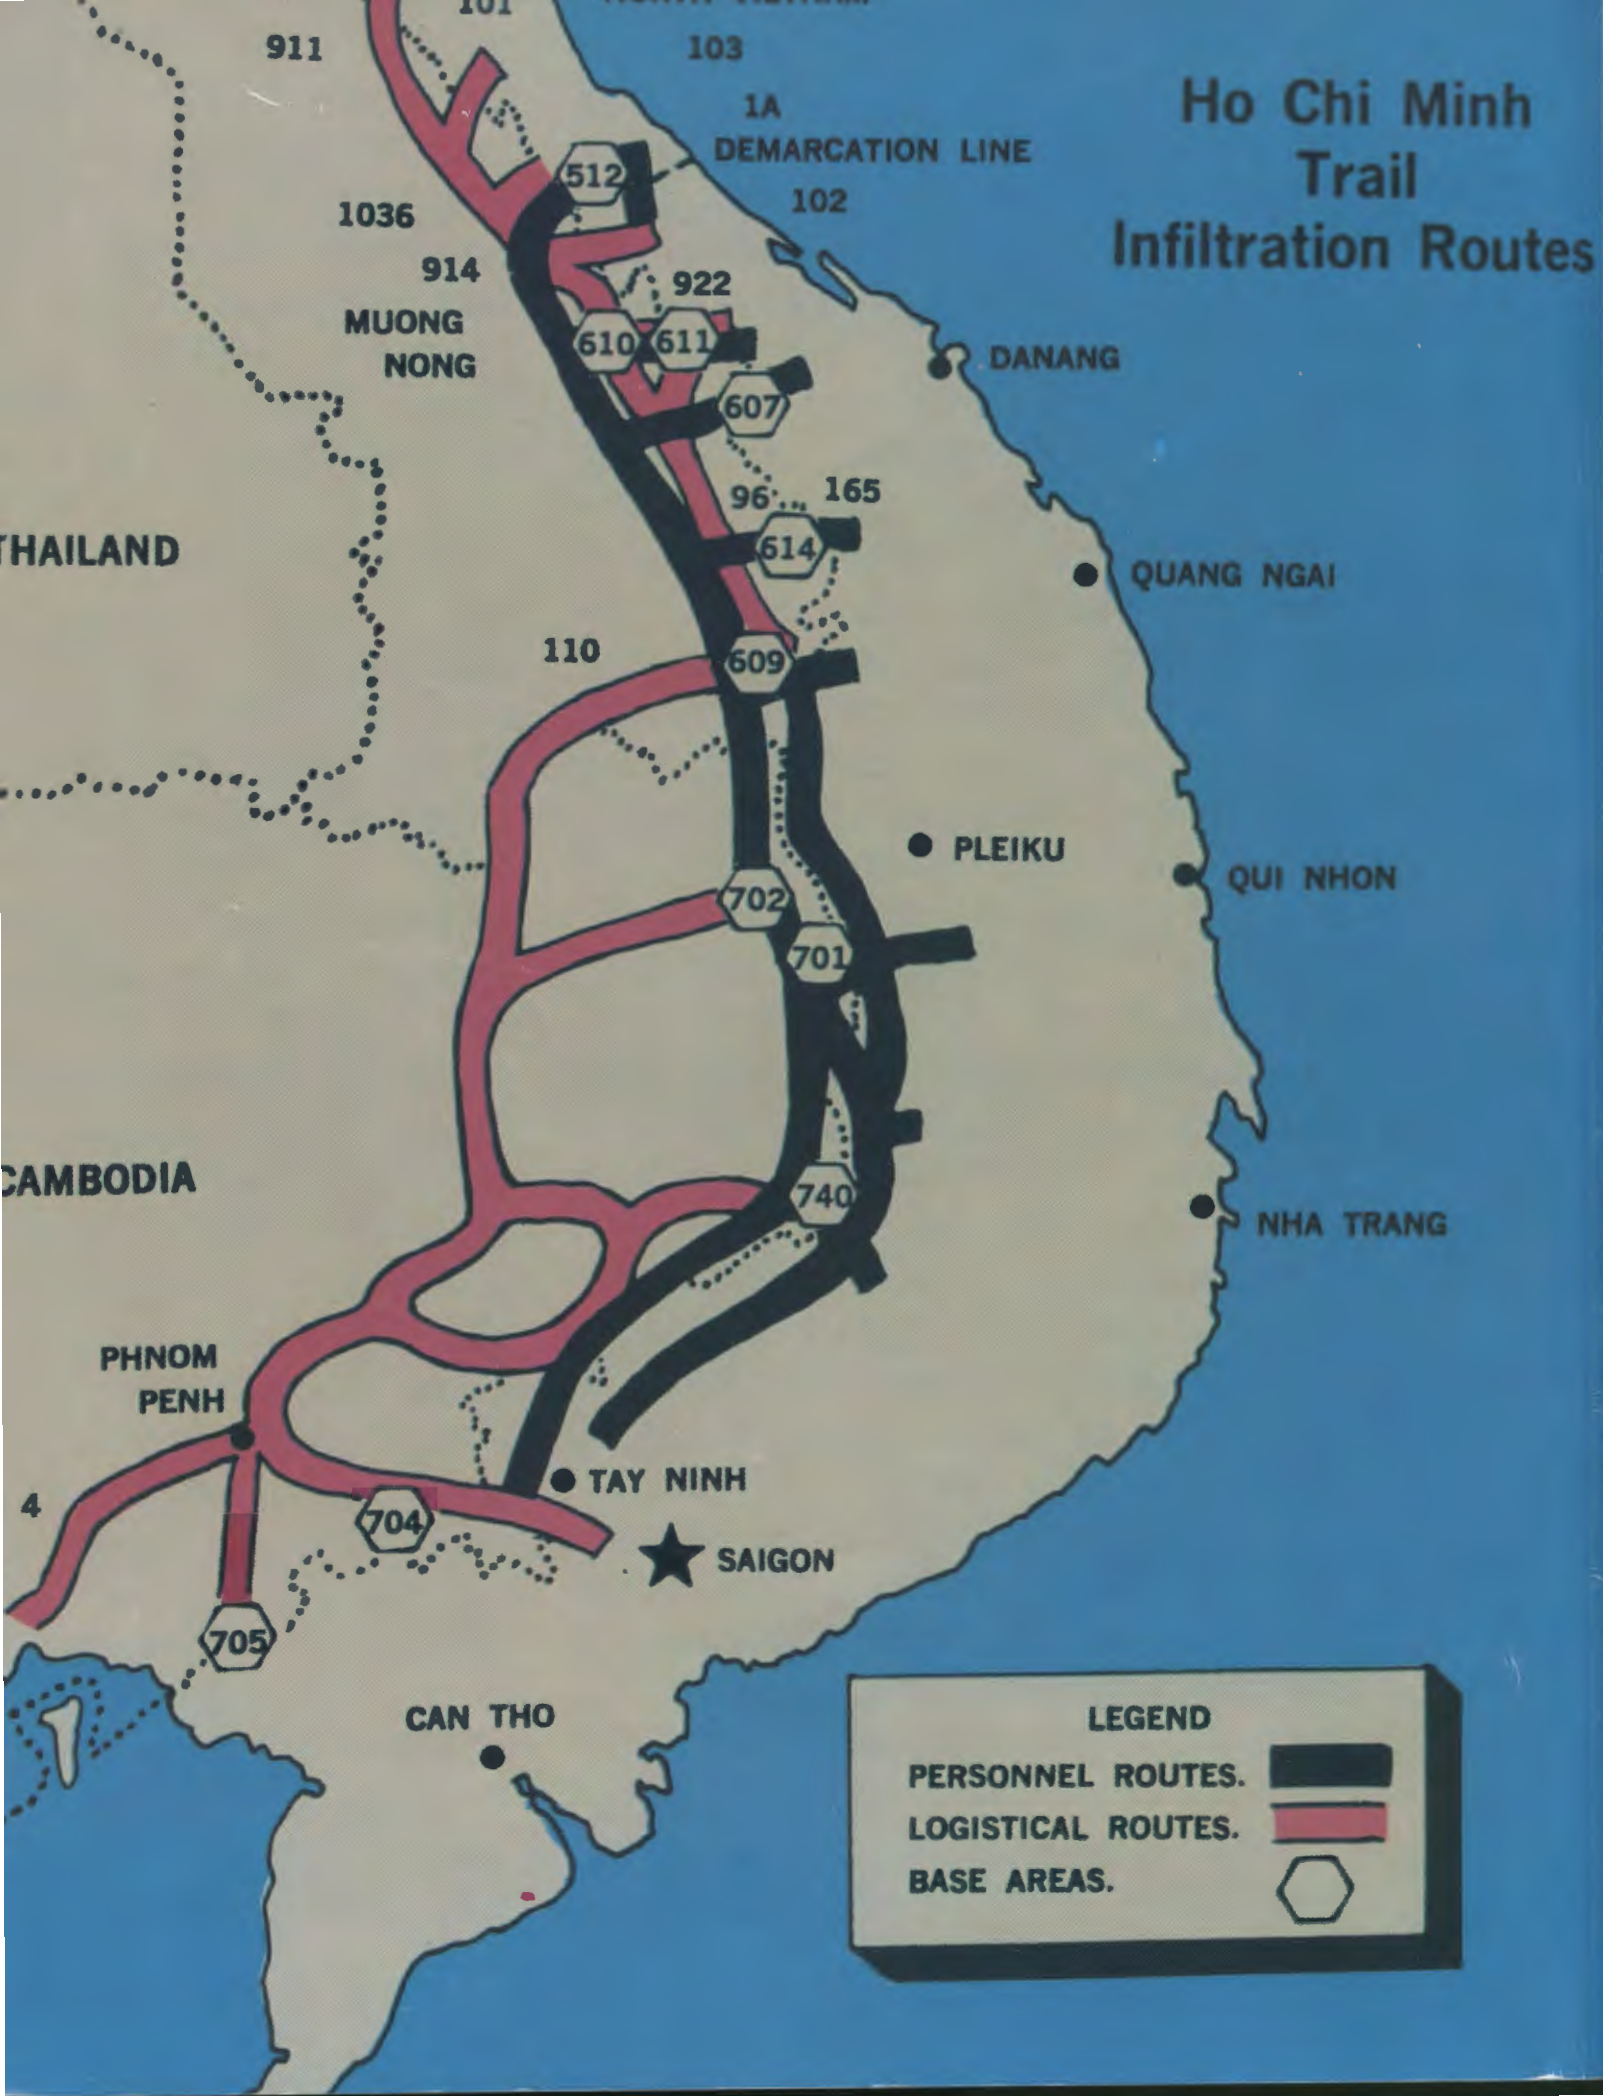 101
911
103
1A
DEMARCATION LINE
102
Ho Chi Minh
Trail
Infiltration Routes
512
1036
914
922
MUONG
NONG
610
611
DANANG
607
96
165
614
THAILAND
QUANG NGAI
110
609
PLEIKU
QUI NHON
702
701
CAMBODIA
740
NHA TRANG
PHNOM
PENH
4
TAY NINH
704
SAIGON
705
CAN THO
LEGEND
PERSONNEL ROUTES.
LOGISTICAL ROUTES.
BASE AREAS.